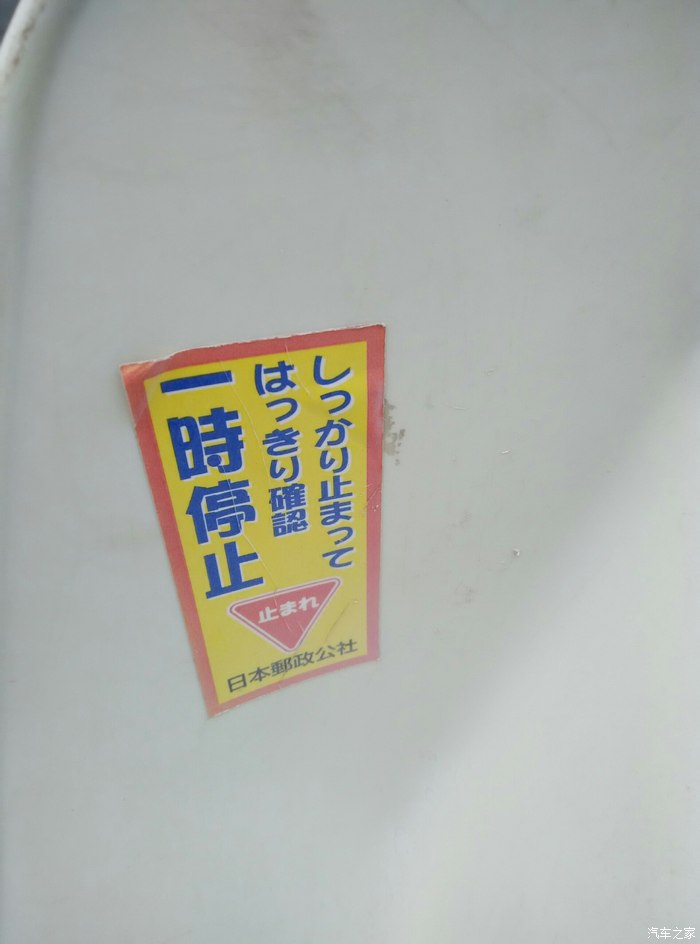 しっかり止まって
はっきり確認
一時停止
止まれ
日本郵政公社
汽车之家